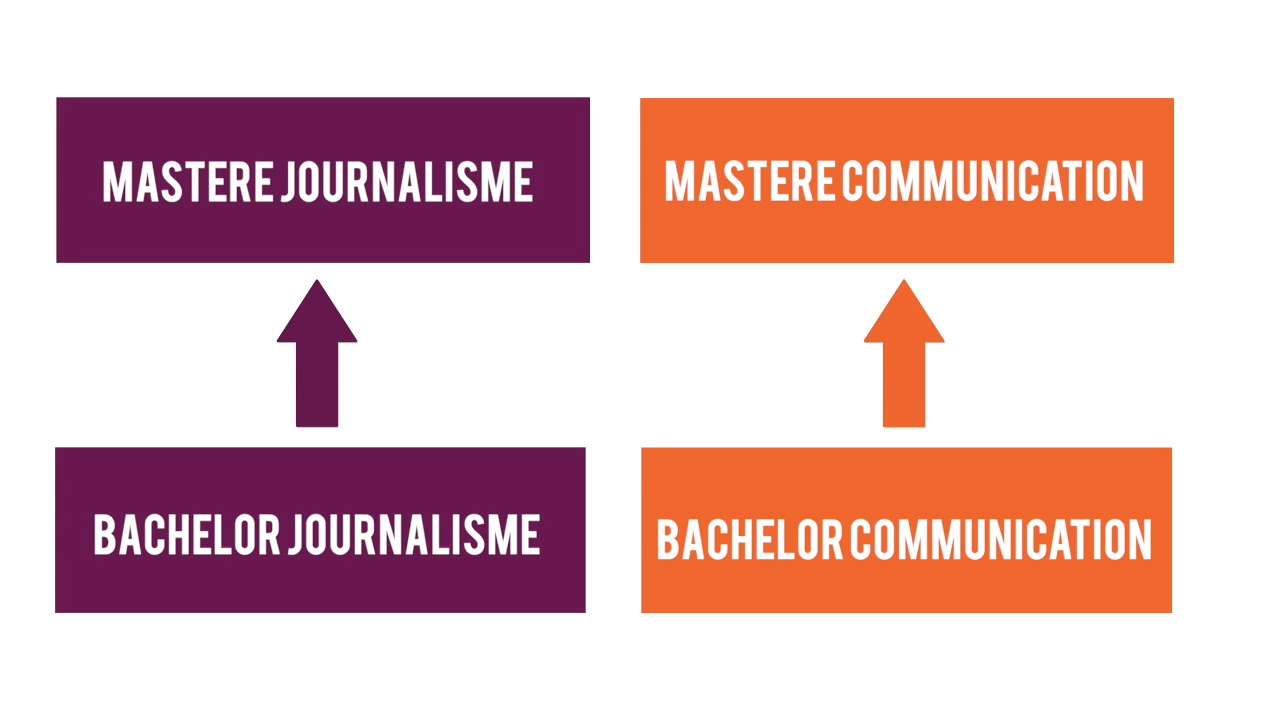 MASTERE JOURNALISME
MASTERE COMMUNICATION
BACHELOR JOURNALISME
BACHELOR COMMUNICATION